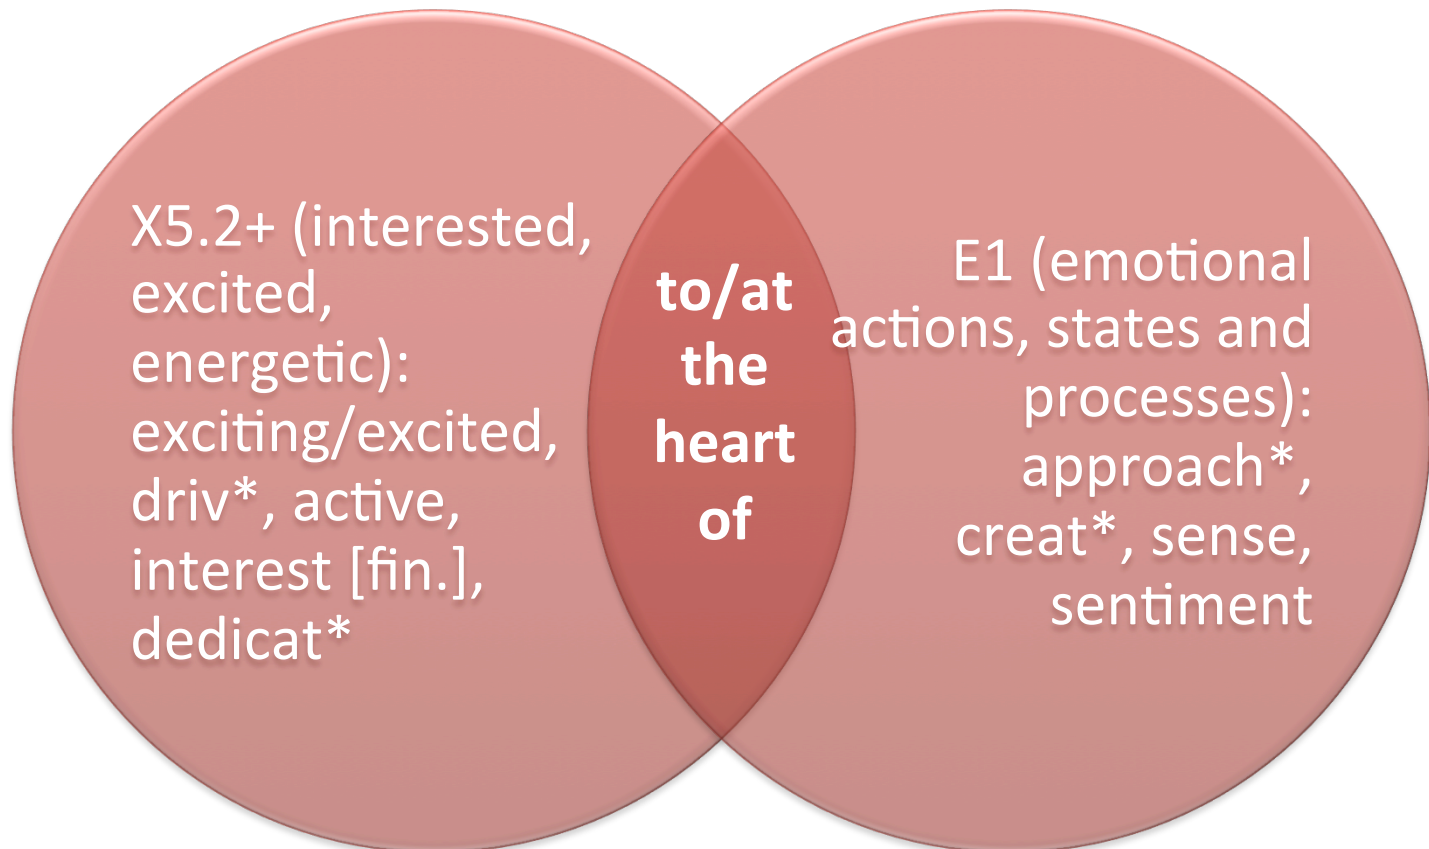 X5.2+ (interested,
excited,
energetic):
exciting/excited,
driv*, active,
interest [fin.],
dedicat*
to/at
the
heart
of
E1 (emotional
actions, states and
processes):
approach*,
creat*, sense,
sentiment